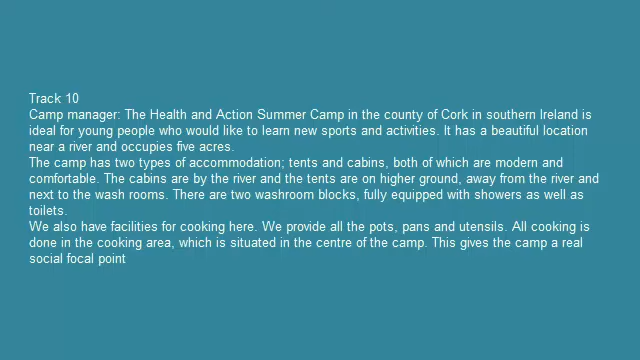 Track 10
Camp manager: The Health and Action Summer Camp in the county of Cork in southern Ireland is
ideal for young people who would like to learn new sports and activities. It has a beautiful location
near a river and occupies five acres.
The camp has two types of accommodation; tents and cabins, both of which are modern and
comfortable. The cabins are by the river and the tents are on higher ground, away from the river and
next to the wash rooms. There are two washroom blocks, fully equipped with showers as well as
toilets.
We also have facilities for cooking here. We provide all the pots, pans and utensils. All cooking is
done in the cooking area, which is situated in the centre of the camp. This gives the camp a real
social focal point